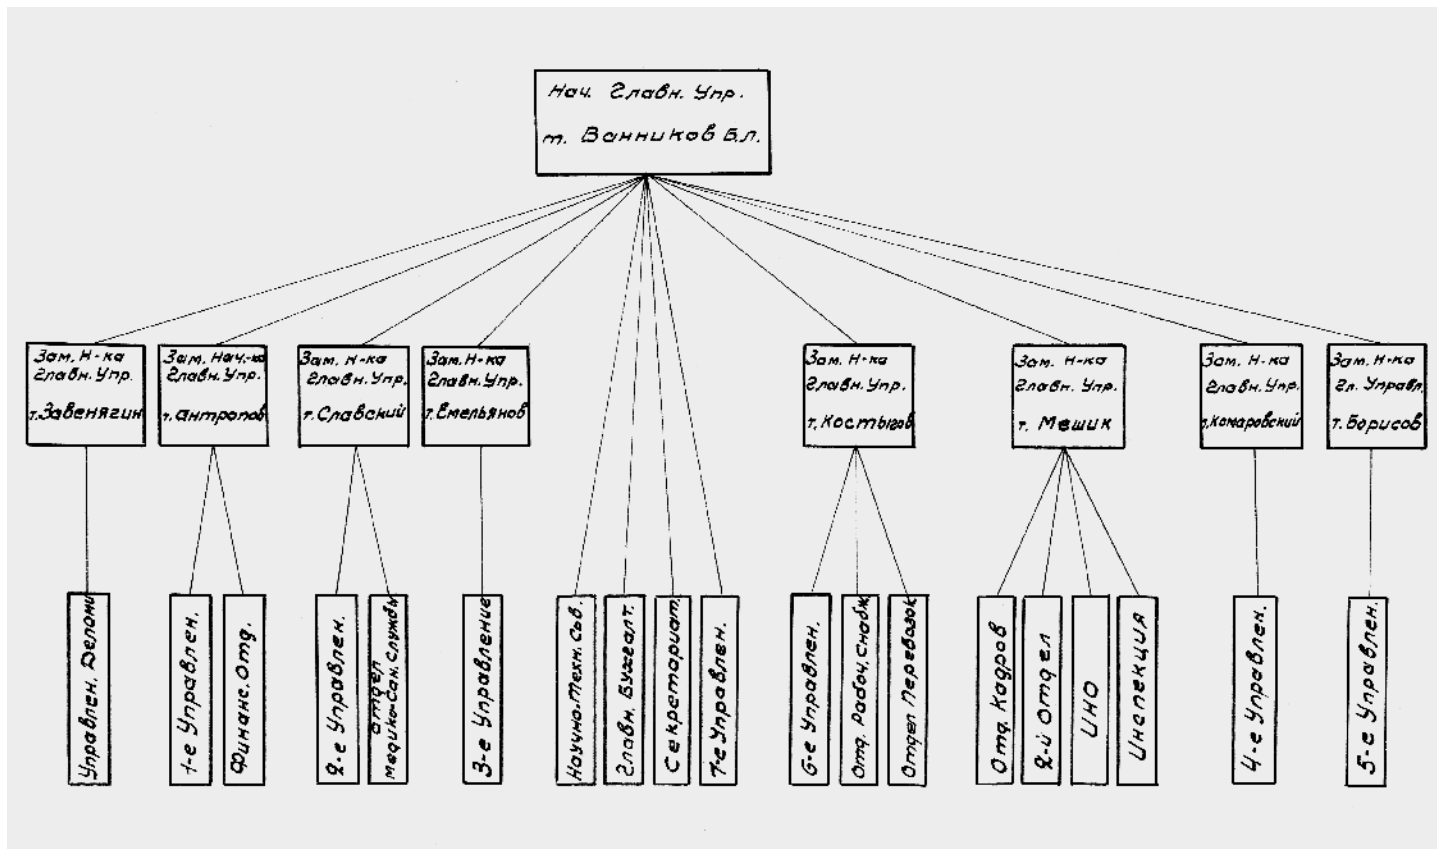 Нач. Главн. Упр.
т. Ванников Б.Л.
Зам. Н-ка
Главн. Упр.
т. Завенягин
Зам. Нач.-ка
Главн. Упр.
т. Антропов
Зам. Н-ка
Главн. Упр.
т. Славский
Зам. Н-ка
Главн. Упр.
т. Емельянов
Зам. Н-ка
Главн. Упр.
т. Костыгов
Зам. Н-ка
Главн. Упр.
т. Мешик
Зам. Н-ка
Главн. Упр.
т. Комаровский
Зам. Н-ка
Гл. Управл.
т. Борисов
Управлен. Делами
1-е Управлен.
Финанс. Отд.
2-е Управлен.
Отдел
Медико-Сан. Службы
3-е Управление
Научно-Техн. Сов.
Главн. Бухгалт.
Секретариат
7-е Управлен.
6-е Управлен.
Отд. Рабоч. Снабж.
Отдел Перевозок
Отд. Кадров
2-й Отдел
ИНО
Инспекция
4-е Управлен.
5-е Управлен.